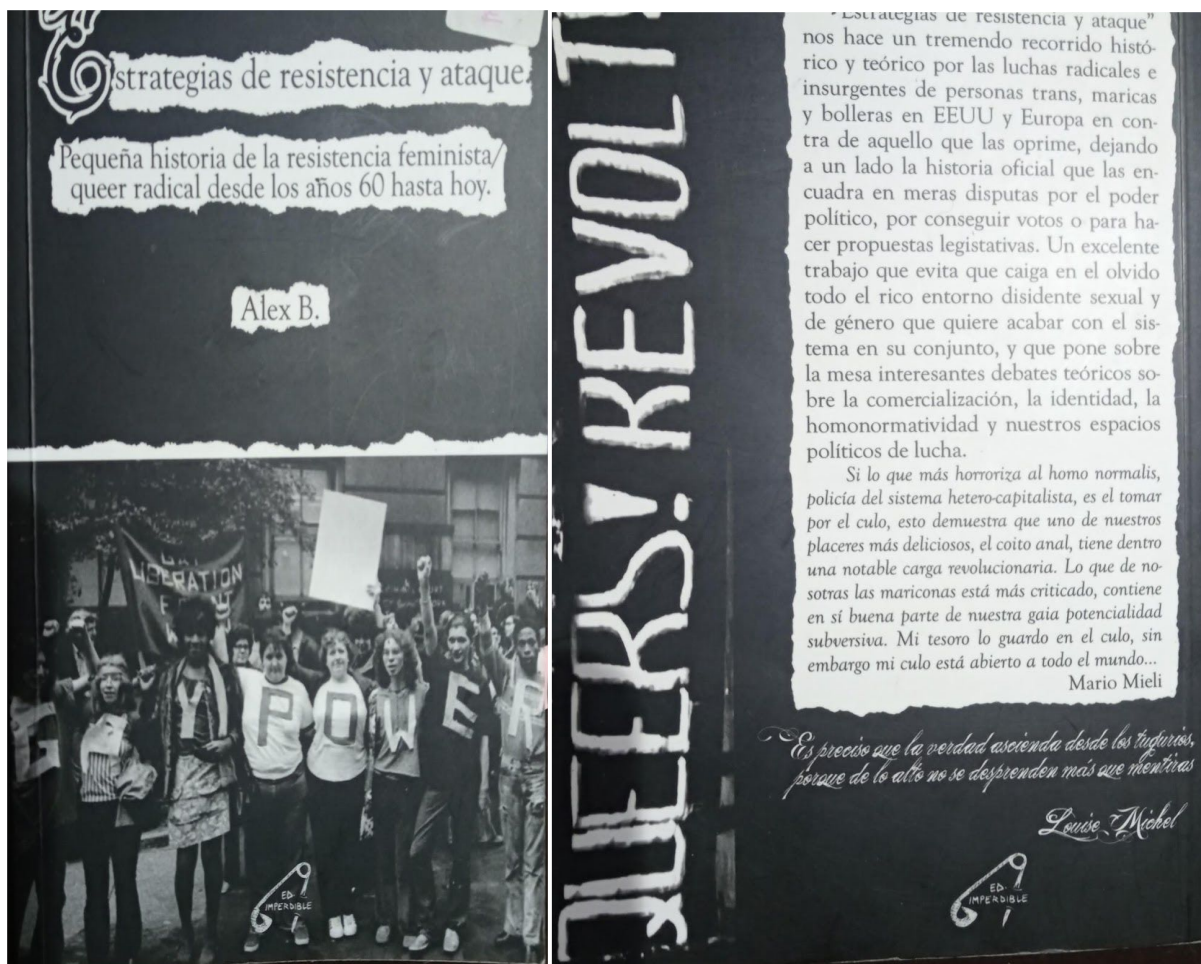 Estrategias de resistencia y ataque.
Pequeña historia de la resistencia feminista/
queer radical desde los años 60 hasta hoy.
Alex B.
LIBERATION
G Y POWER
ED.
IMPERDIBLE
QUEERS! REVOLT
"Estrategias de resistencia y ataque"
nos hace un tremendo recorrido histó-
rico y teórico por las luchas radicales e
insurgentes de personas trans, maricas
y bolleras en EEUU y Europa en con-
tra de aquello que las oprime, dejando
a un lado la historia oficial que las en-
cuadra en meras disputas por el poder
político, por conseguir votos o para ha-
cer propuestas legistativas. Un excelente
trabajo que evita que caiga en el olvido
todo el rico entorno disidente sexual y
de género que quiere acabar con el sis-
tema en su conjunto, y que pone sobre
la mesa interesantes debates teóricos so-
bre la comercialización, la identidad, la
homonormatividad y nuestros espacios
políticos de lucha.
Si lo que más horroriza al homo normalis,
policía del sistema hetero-capitalista, es el tomar
por el culo, esto demuestra que uno de nuestros
placeres más deliciosos, el coito anal, tiene dentro
una notable carga revolucionaria. Lo que de no-
sotras las mariconas está más criticado, contiene
en sí buena parte de nuestra gaia potencialidad
subversiva. Mi tesoro lo guardo en el culo, sin
embargo mi culo está abierto a todo el mundo...
Mario Mieli
Es preciso que la verdad ascienda desde los tugurios,
porque de lo alto no se desprenden más que mentiras
Louise Michel
ED.
IMPERDIBLE